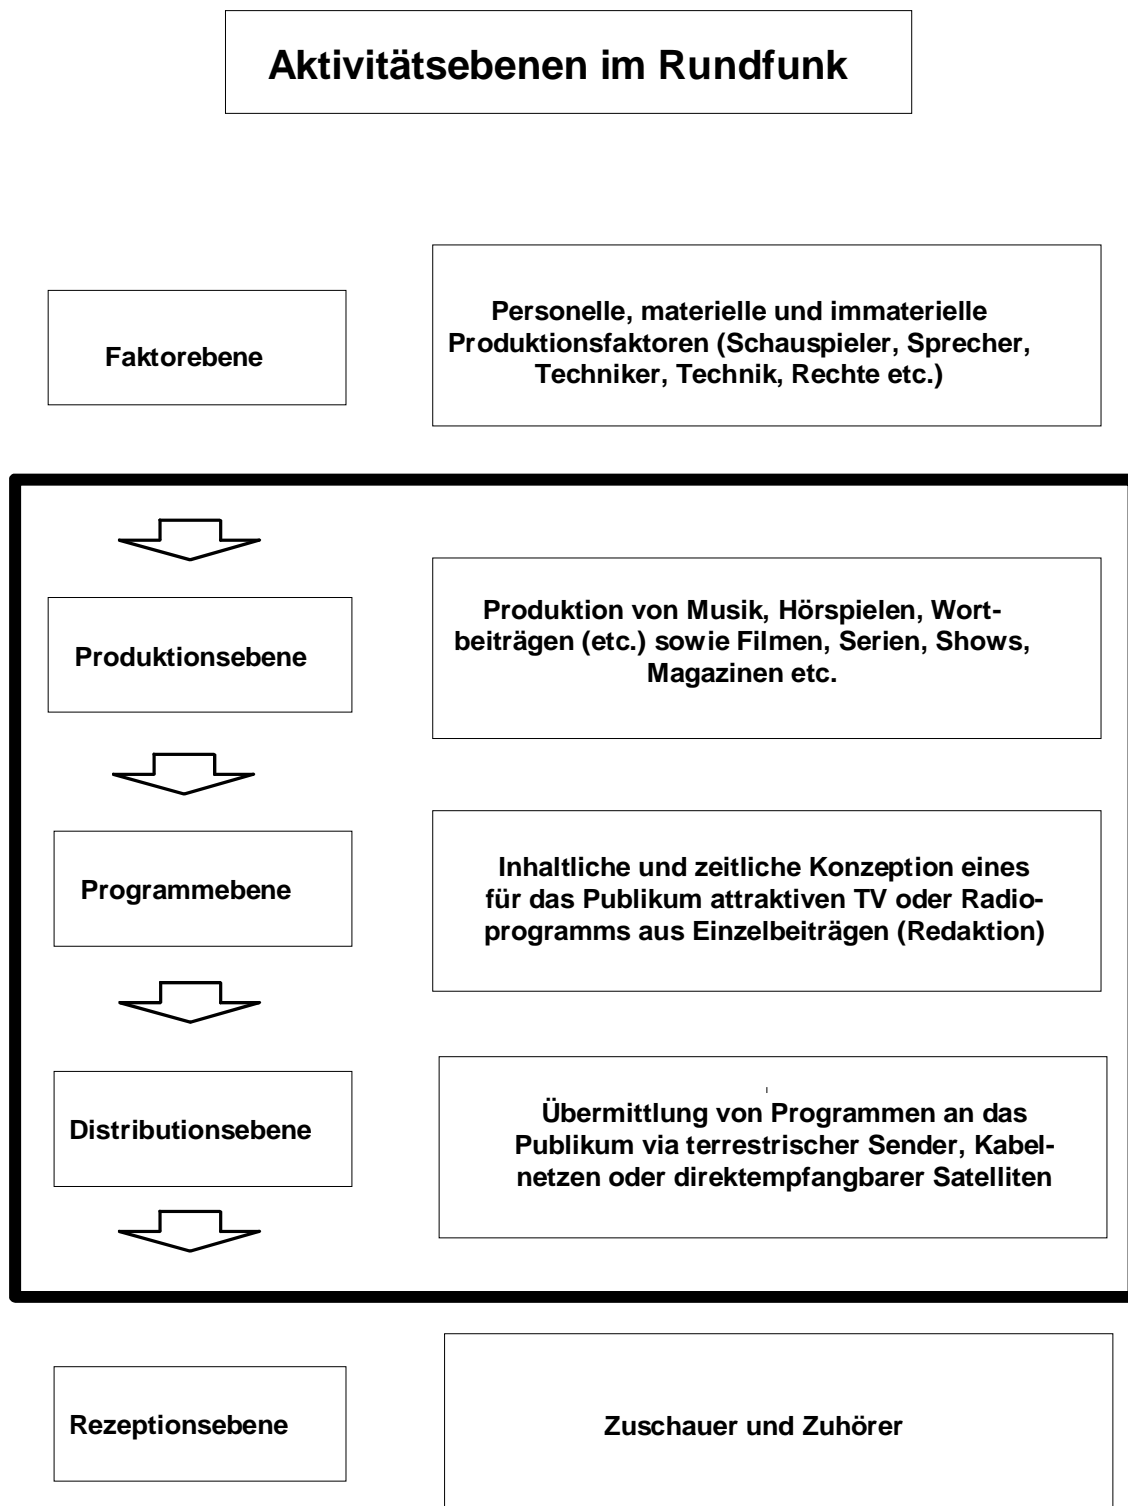 Aktivitätsebenen im Rundfunk
Faktorebene
Personelle, materielle und immaterielle
Produktionsfaktoren (Schauspieler, Sprecher,
Techniker, Technik, Rechte etc.)
Produktionsebene
Produktion von Musik, Hörspielen, Wort-
beiträgen (etc.) sowie Filmen, Serien, Shows,
Magazinen etc.
Programmebene
Inhaltliche und zeitliche Konzeption eines
für das Publikum attraktiven TV oder Radio-
programms aus Einzelbeiträgen (Redaktion)
Distributionsebene
Übermittlung von Programmen an das
Publikum via terrestrischer Sender, Kabel-
netzen oder direktempfangbarer Satelliten
Rezeptionsebene
Zuschauer und Zuhörer